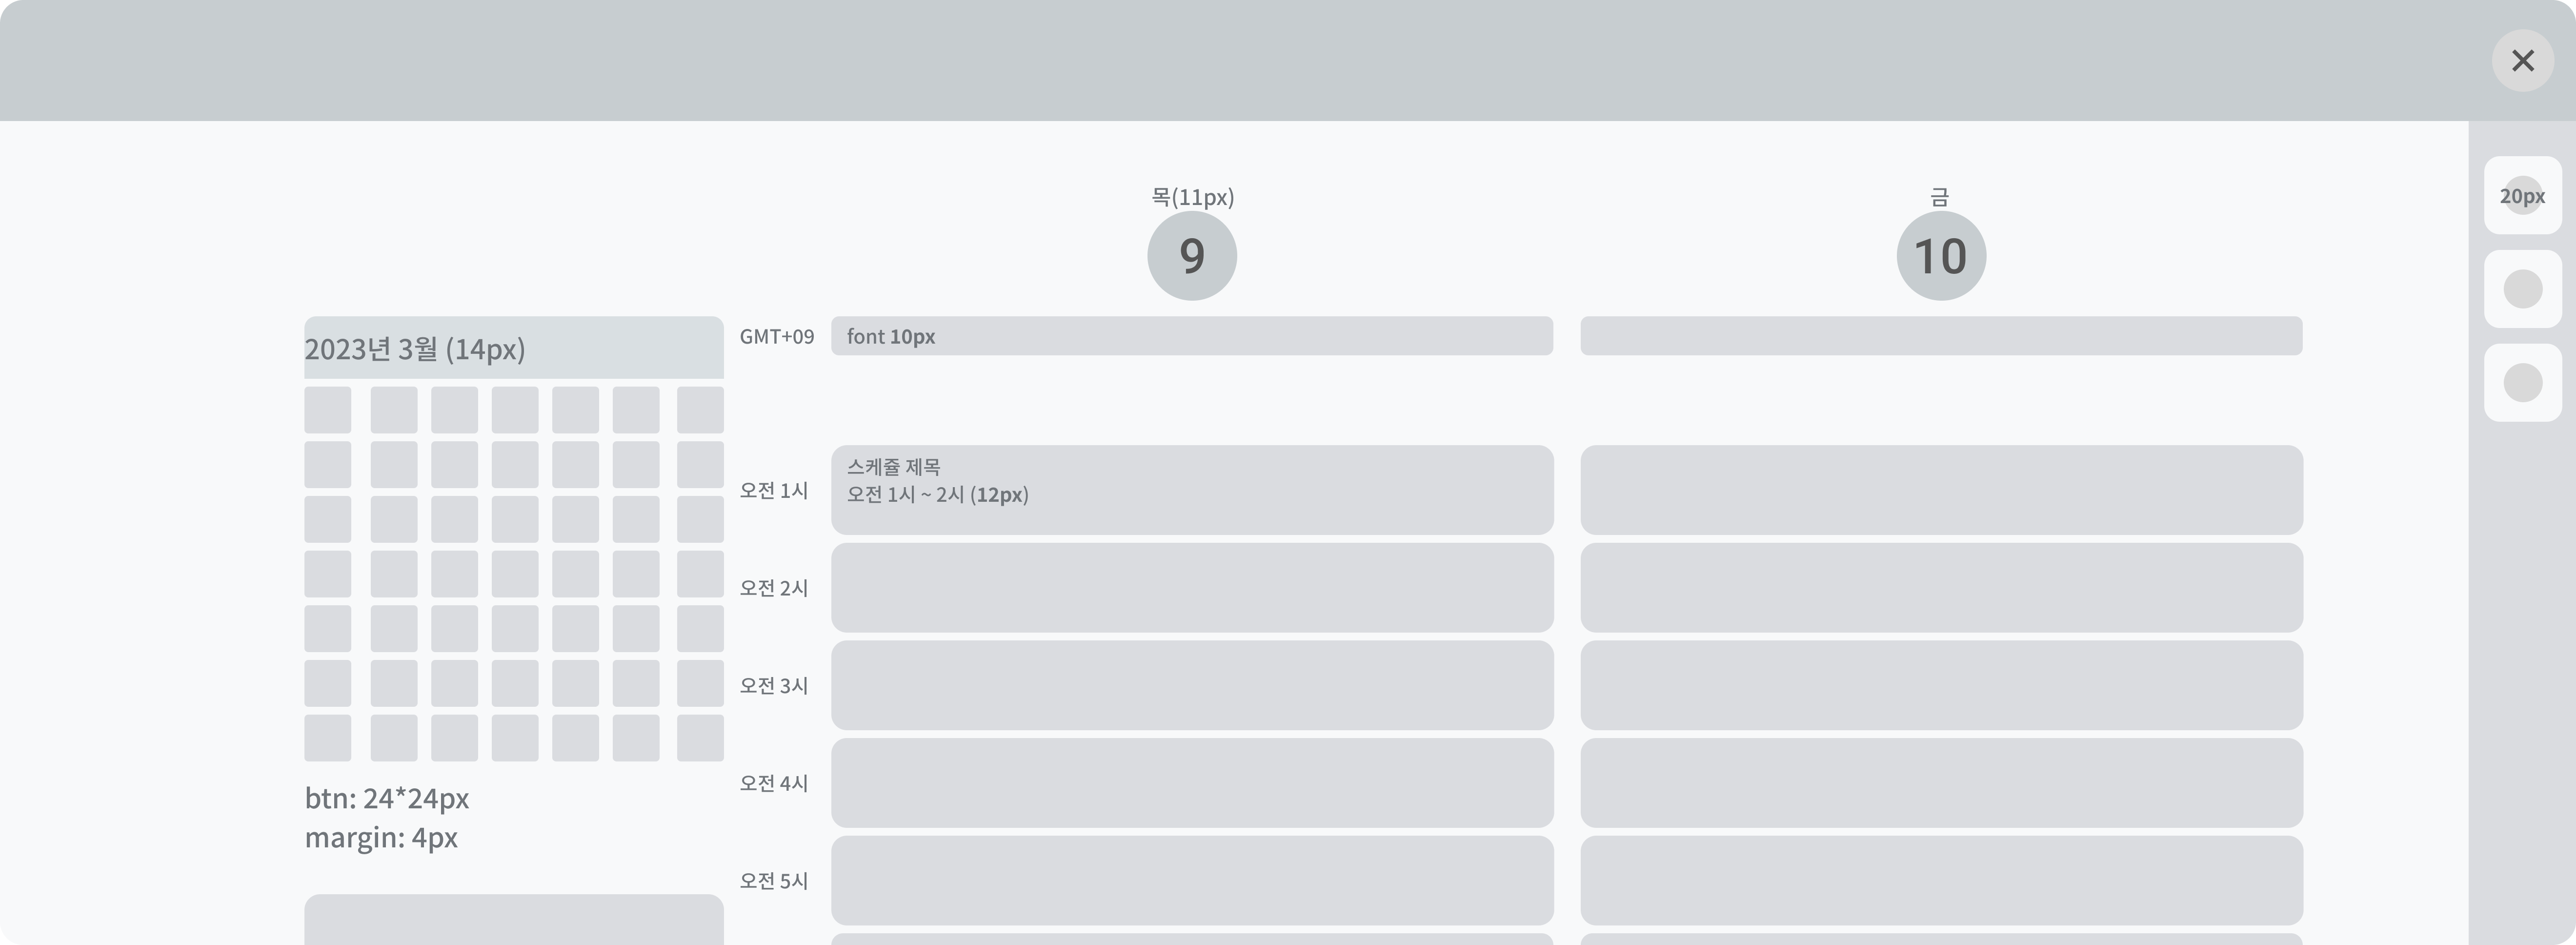 목(11px)
금
20px
9
10
2023년 3월 (14px)
GMT+09
font 10px
오전 1시
스케쥴 제목
오전 1시 ~ 2시 (12px)
오전 2시
오전 3시
오전 4시
btn: 24*24px
margin: 4px
오전 5시